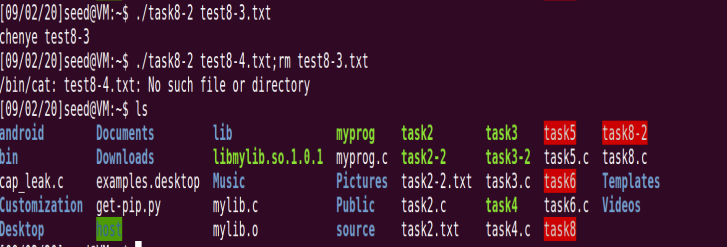 [09/02/20]seed@VM:~$ ./task8-2 test8-3.txt
chenye test8-3
[09/02/20]seed@VM:~$ ./task8-2 test8-4.txt;rm test8-3.txt
/bin/cat: test8-4.txt: No such file or directory
[09/02/20]seed@VM:~$ ls
android Documents lib myprog task2 task3 task5 task8-2
bin Downloads libmylib.so.1.0.1 myprog.c task2-2 task3-2 task5.c task8.c
cap_leak.c examples.desktop Music Pictures task2-2.txt task3.c task6 Templates
Customization get-pip.py mylib.c Public task2.c task4 task6.c Videos
Desktop host mylib.o source task2.txt task4.c task8